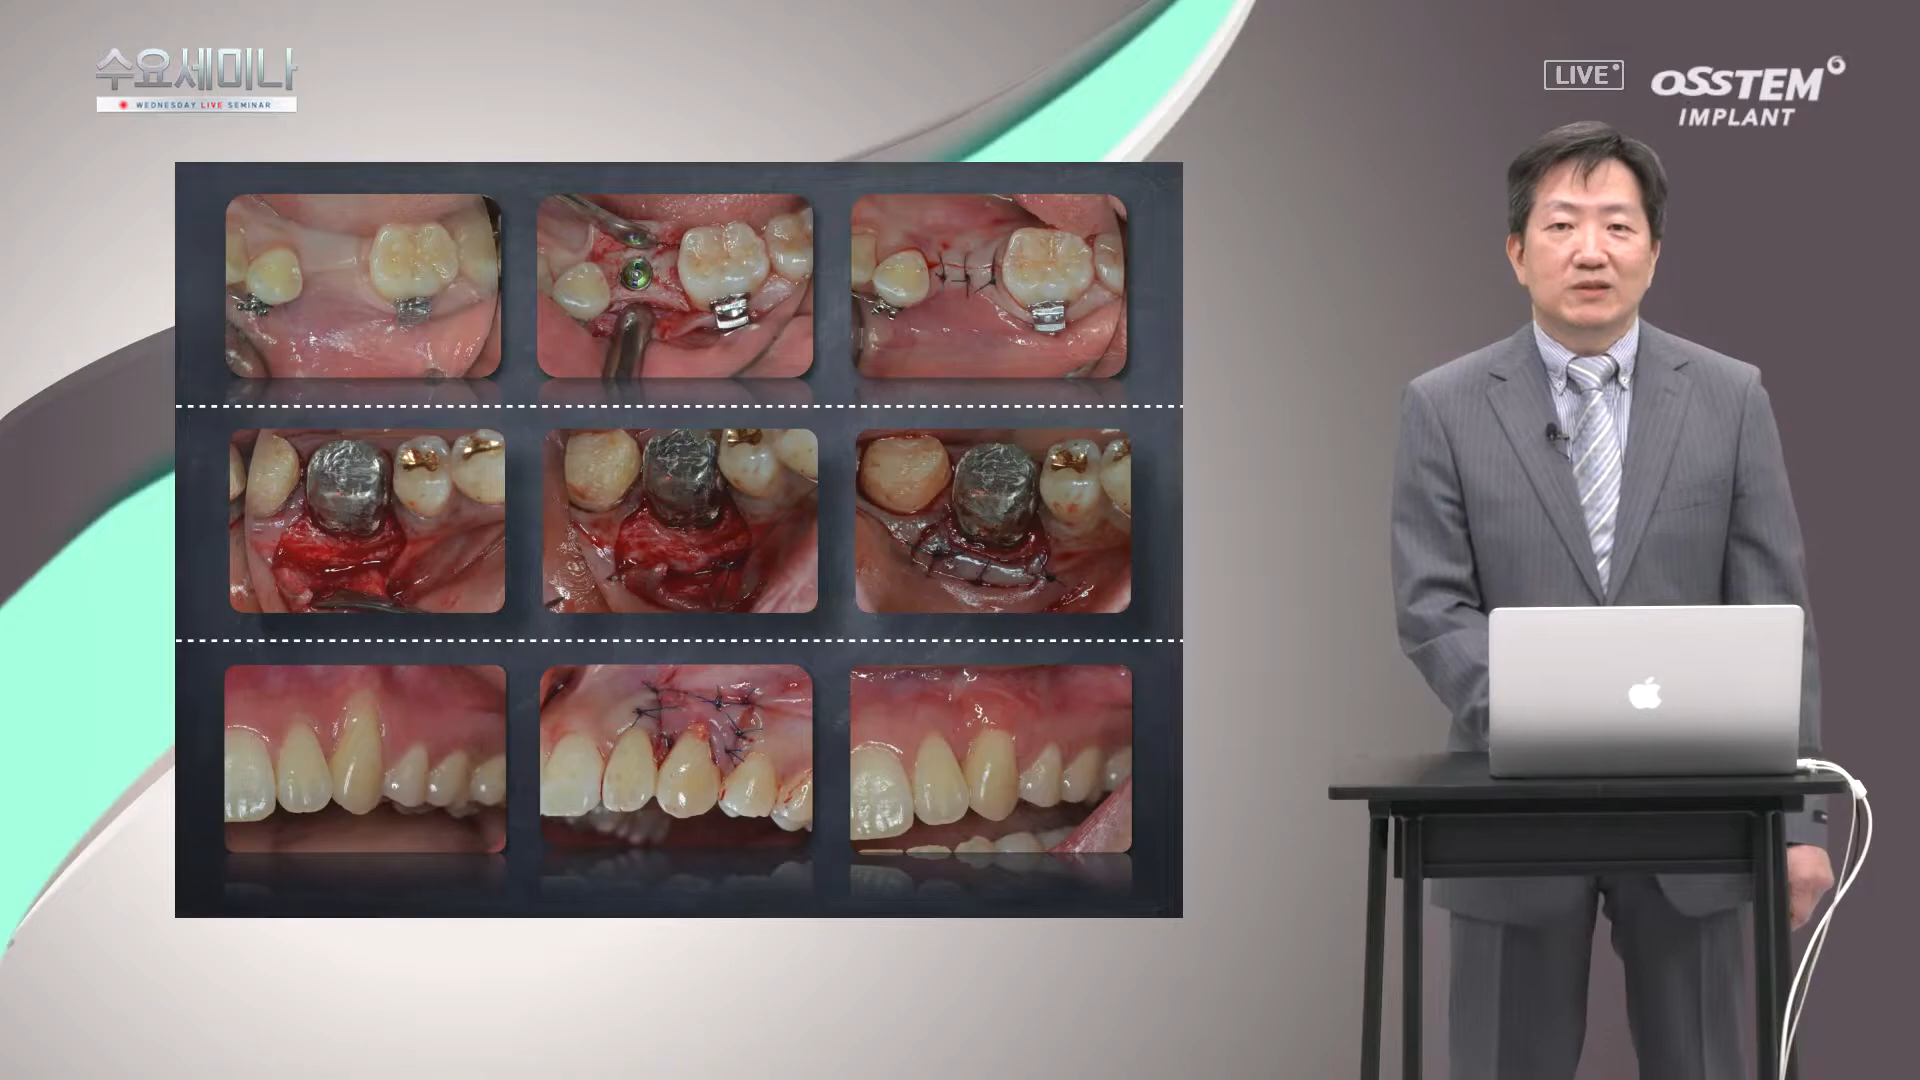 수요세미나
WEDNESDAY LIVE SEMINAR
LIVE
OSSTEM
IMPLANT